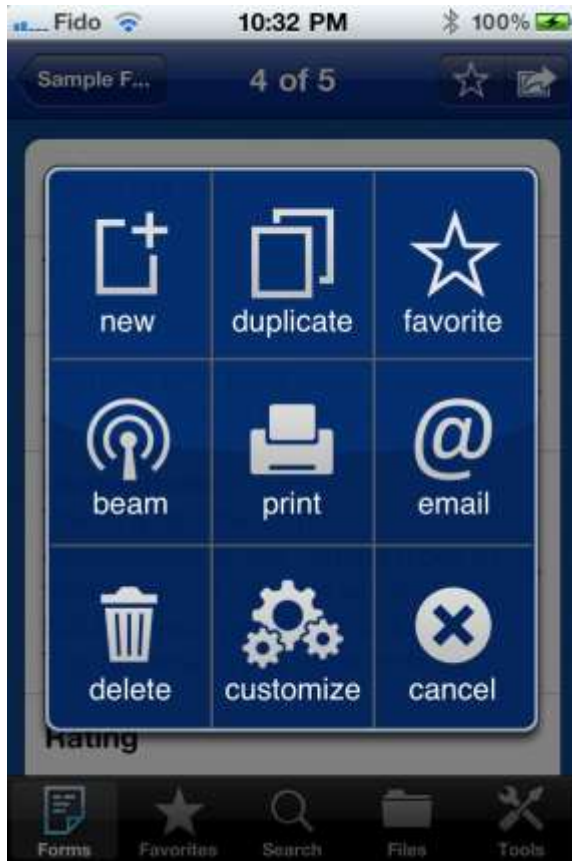 Fido 10:32 PM 100%
Sample F... 4 of 5
new duplicate favorite
beam print email
delete customize cancel
Rating
Forms Favorites Search Files Tools